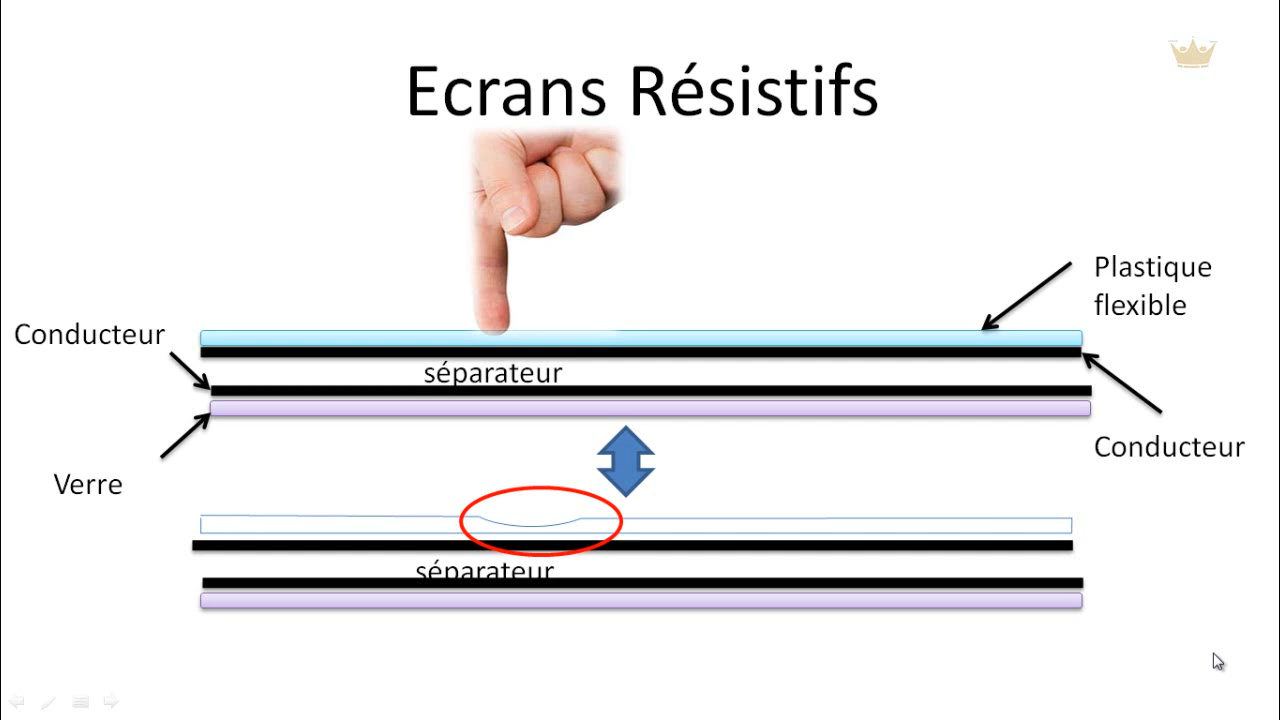 Ecrans Résistifs
Plastique
flexible
Conducteur
séparateur
Conducteur
Verre
séparateur